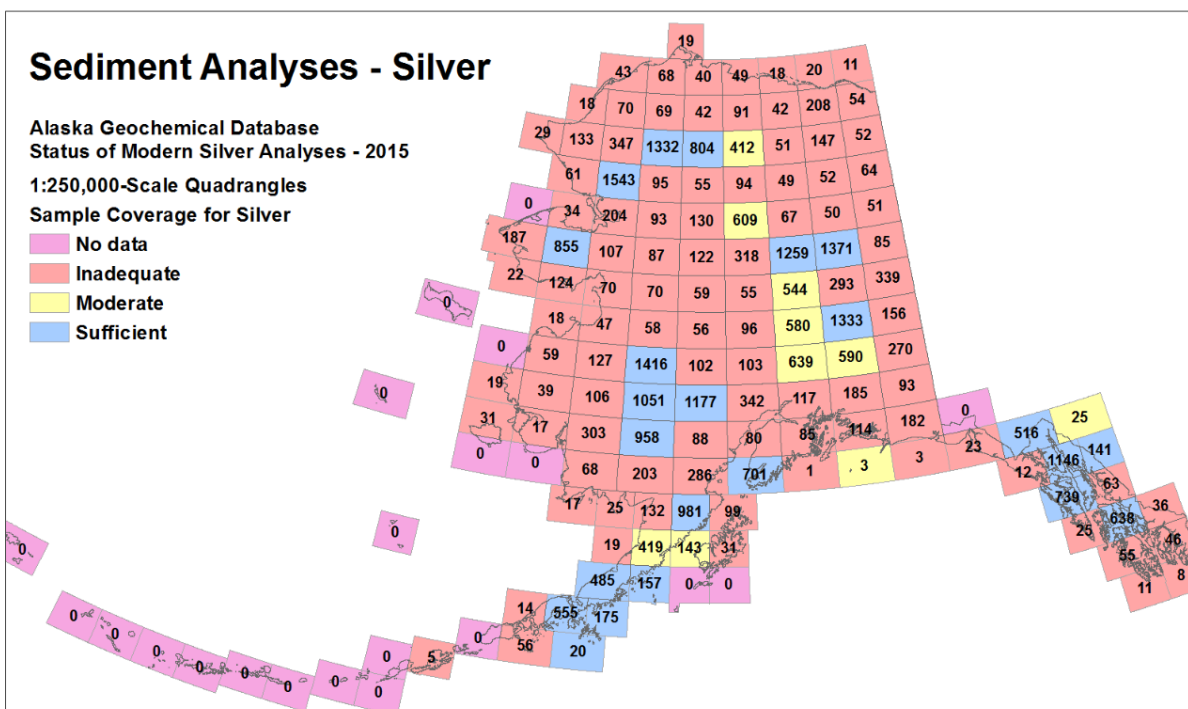 Sediment Analyses - Silver
Alaska Geochemical Database
Status of Modern Silver Analyses - 2015
1:250,000-Scale Quadrangles
Sample Coverage for Silver
No data
Inadequate
Moderate
Sufficient
19
43 68 40 49 18 20 11
18 70 69 42 91 42 208 54
29 133 347 1332 804 412 51 147 52
61 1543 95 55 94 49 52 64
0 34 204 93 130 609 67 50 51
187 855 107 87 122 318 1259 1371 85
22 124 70 70 59 55 544 293 339
0
18 47 58 56 96 580 1333 156
0 59 127 1416 102 103 639 590 270
0
19 39 106 1051 1177 342 117 185 93
31 17 303 958 88 80 85 114 182 0 516 25
0 0 68 203 286 701 1 3 3 23 1146 141
12 739 63
17 25 132 981 99 25 638 36
0
0
19 419 143 31 55 46
485 157 0 0 11 8
14 555 175
0 0 0 0 0 0 0 0 0 5 0 56 20